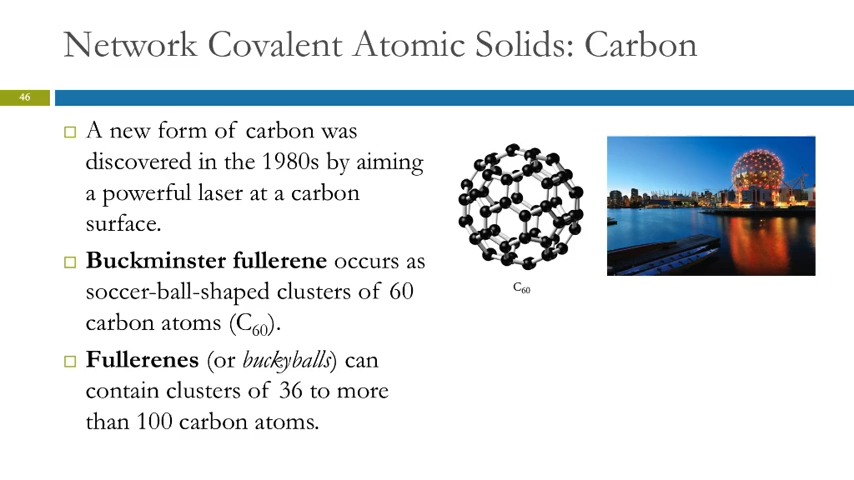 Network Covalent Atomic Solids: Carbon
46
□ A new form of carbon was
discovered in the 1980s by aiming
a powerful laser at a carbon
surface.
□ Buckminster fullerene occurs as
soccer-ball-shaped clusters of 60
carbon atoms (C₆₀).
□ Fullerenes (or buckyballs) can
contain clusters of 36 to more
than 100 carbon atoms.
C₆₀